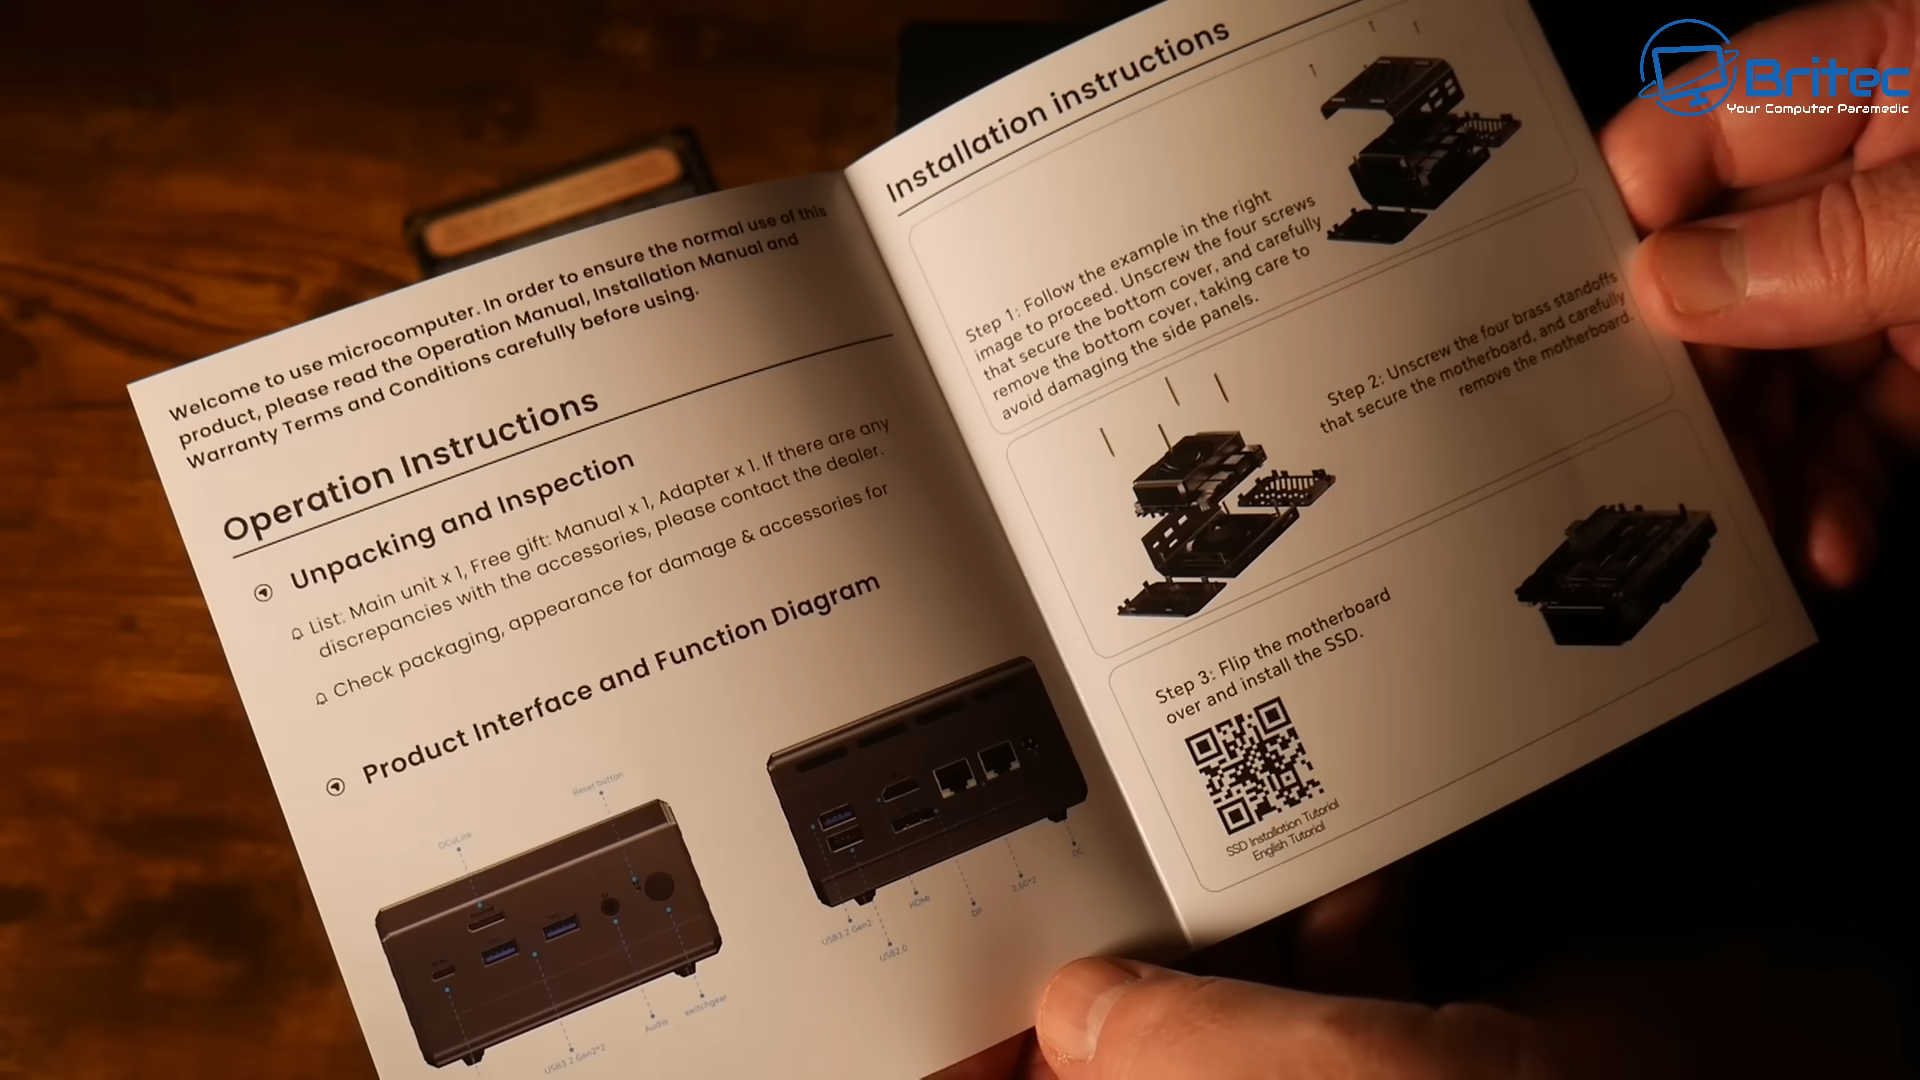 Britec
Your Computer Paramedic
Welcome to use microcomputer. In order to ensure the normal use of this
product, please read the Operation Manual, Installation Manual and
Warranty Terms and Conditions carefully before using.
Operation Instructions
Unpacking and Inspection
List: Main unit x 1, Free gift: Manual x 1, Adapter x 1. If there are any
discrepancies with the accessories, please contact the dealer.
Check packaging, appearance for damage & accessories for
Product Interface and Function Diagram
OCuLink
Reset button
USB3.2 Gen2*2
Audio
switchgear
USB3.2 Gen2
USB2.0
HDMI
DP
2.5G*2
DC
Installation instructions
Step 1: Follow the example in the right
image to proceed. Unscrew the four screws
that secure the bottom cover, and carefully
remove the bottom cover, taking care to
avoid damaging the side panels.
Step 2: Unscrew the four brass standoffs
that secure the motherboard, and carefully
remove the motherboard.
Step 3: Flip the motherboard
over and install the SSD.
SSD Installation Tutorial
English Tutorial